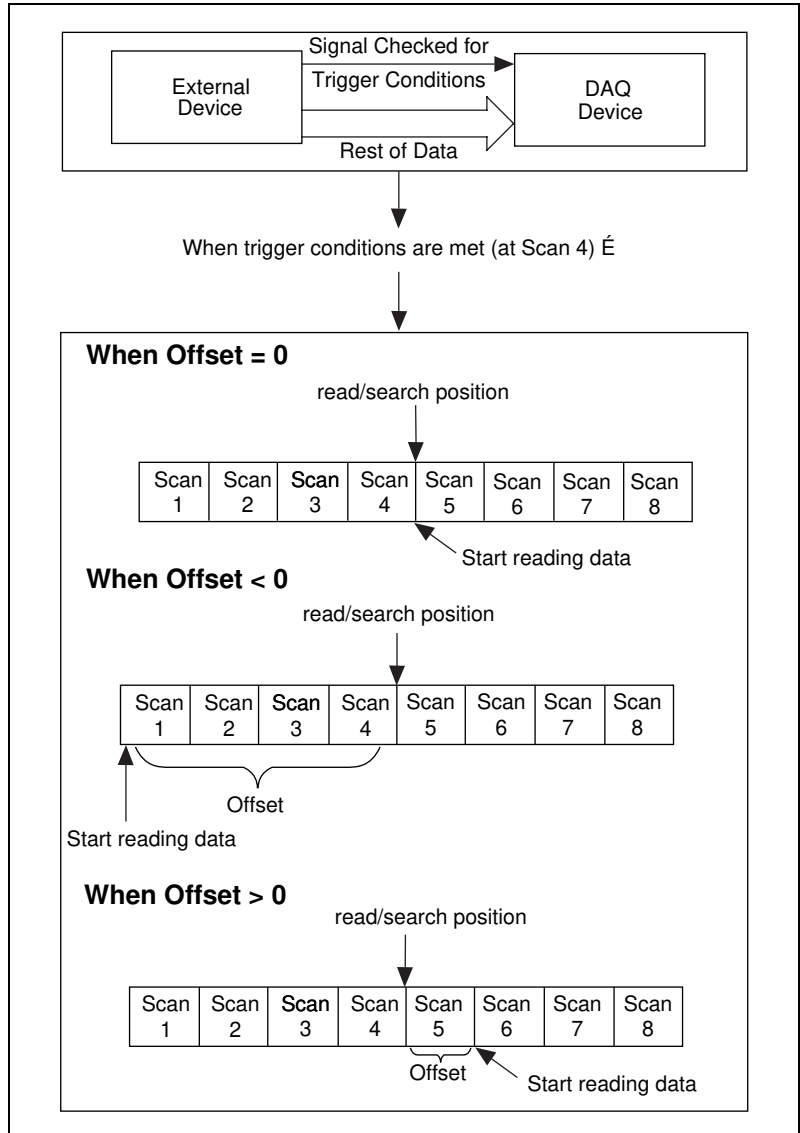 Signal Checked for
Trigger Conditions
External
Device
DAQ
Device
Rest of Data
When trigger conditions are met (at Scan 4) É
When Offset = 0
read/search position
Scan Scan Scan Scan Scan Scan Scan Scan
1 2 3 4 5 6 7 8
Start reading data
When Offset < 0
read/search position
Scan Scan Scan Scan Scan Scan Scan Scan
1 2 3 4 5 6 7 8
Offset
Start reading data
When Offset > 0
read/search position
Scan Scan Scan Scan Scan Scan Scan Scan
1 2 3 4 5 6 7 8
Offset
Start reading data